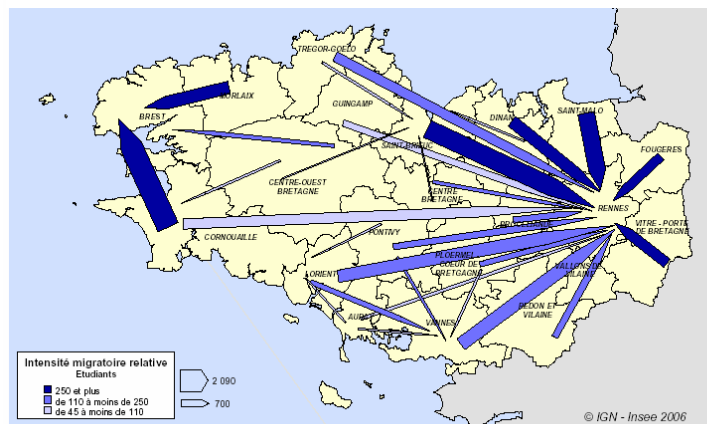 TREGOR-GOELO
MORLAIX
GUINGAMP
BREST
DINAN
SAINT-MALO
SAINT-BRIEUC
FOUGERES
CENTRE-OUEST
BRETAGNE
CENTRE
BRETAGNE
RENNES
VITRE - PORTE
DE BRETAGNE
CORNOUAILLE
PONTIVY
PLOERMEL
COEUR DE
BRETGAGNE
VALLONS DE
VILAINE
LORIENT
REDON ET
VILAINE
AURAY
VANNES
Intensité migratoire relative
Etudiants
250 et plus
de 110 à moins de 250
de 45 à moins de 110
2 090
700
© IGN - Insee 2006